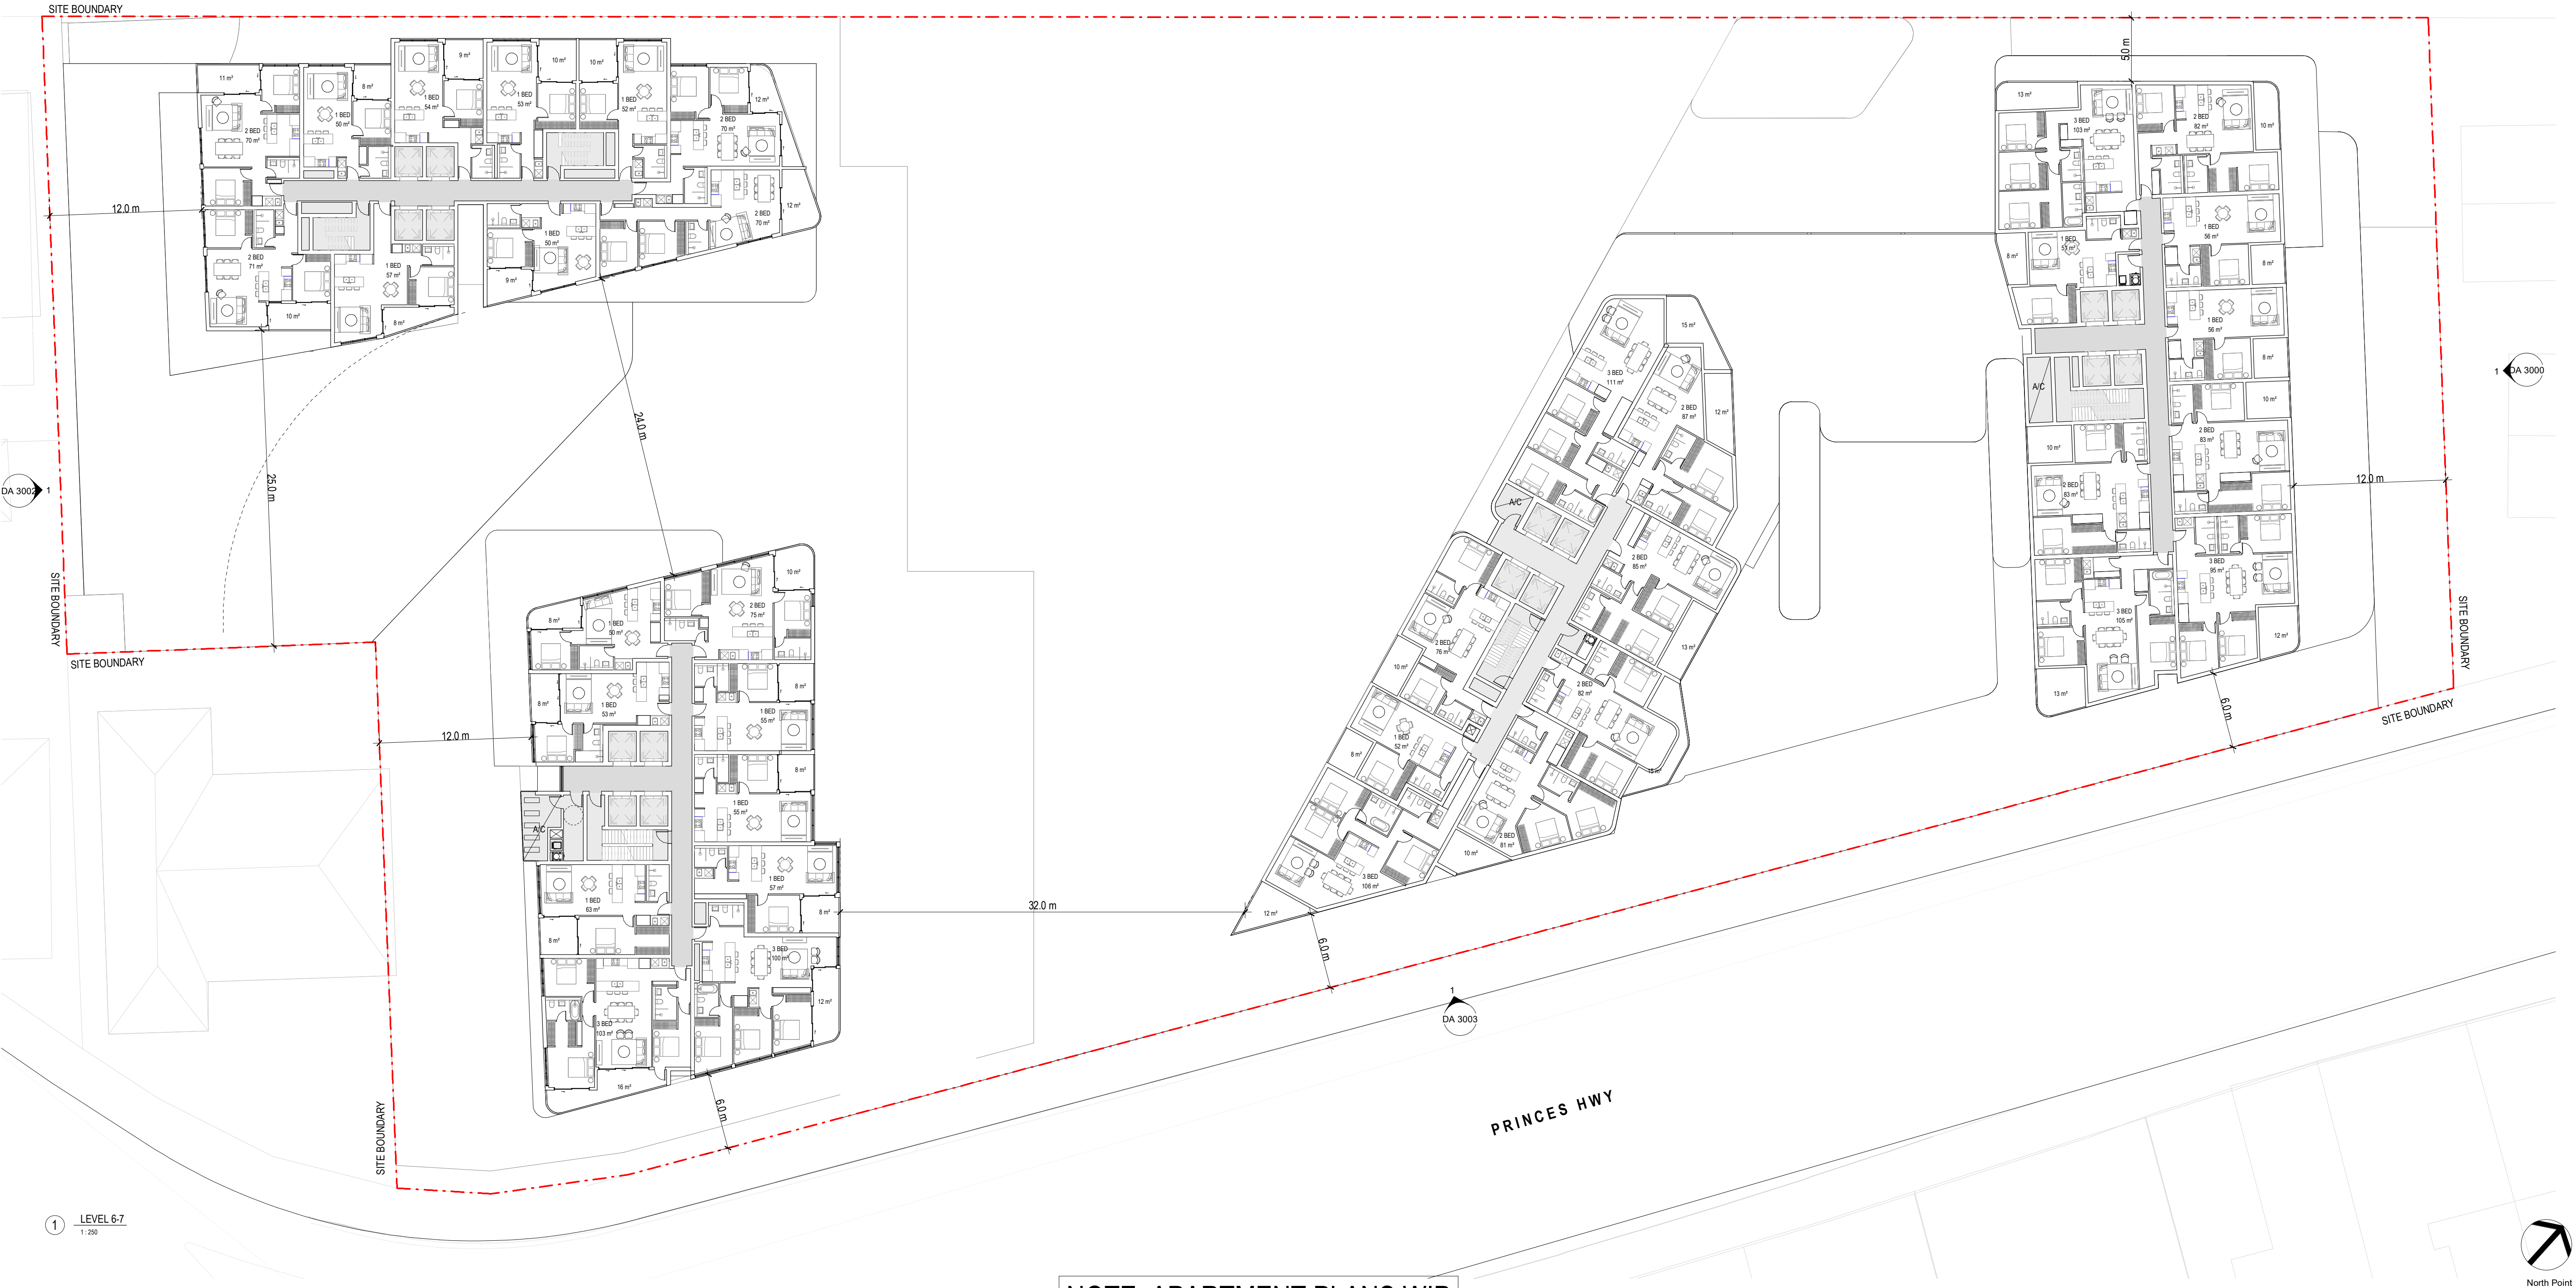 SITE BOUNDARY
5.0 m
11 m²
8 m²
9 m²
10 m²
10 m²
12 m²
2 BED
70 m²
1 BED
50 m²
1 BED
54 m²
1 BED
53 m²
1 BED
52 m²
2 BED
70 m²
12.0 m
2 BED
71 m²
1 BED
57 m²
1 BED
50 m²
2 BED
70 m²
12 m²
10 m²
8 m²
9 m²
13 m²
3 BED
103 m²
2 BED
82 m²
10 m²
1 BED
8 m²
1 BED
56 m²
8 m²
1 BED
56 m²
8 m²
A/C
10 m²
2 BED
83 m²
10 m²
2 BED
83 m²
12.0 m
3 BED
95 m²
3 BED
105 m²
12 m²
13 m²
6.0 m
1
DA 3000
SITE BOUNDARY
SITE BOUNDARY
24.0 m
25.0 m
DA 3002
1
SITE BOUNDARY
SITE BOUNDARY
15 m²
3 BED
111 m²
2 BED
87 m²
12 m²
A/C
2 BED
85 m²
13 m²
2 BED
76 m²
10 m²
2 BED
82 m²
1 BED
52 m²
8 m²
2 BED
81 m²
10 m²
3 BED
106 m²
12 m²
6.0 m
10 m²
2 BED
75 m²
8 m²
1 BED
50 m²
8 m²
1 BED
53 m²
8 m²
1 BED
55 m²
12.0 m
8 m²
1 BED
55 m²
A/C
1 BED
57 m²
8 m²
1 BED
63 m²
8 m²
32.0 m
3 BED
100 m²
12 m²
3 BED
103 m²
16 m²
6.0 m
SITE BOUNDARY
1
DA 3003
PRINCES HWY
1
LEVEL 6-7
1 : 250
NOTE: APARTMENT PLANS WIP
North Point